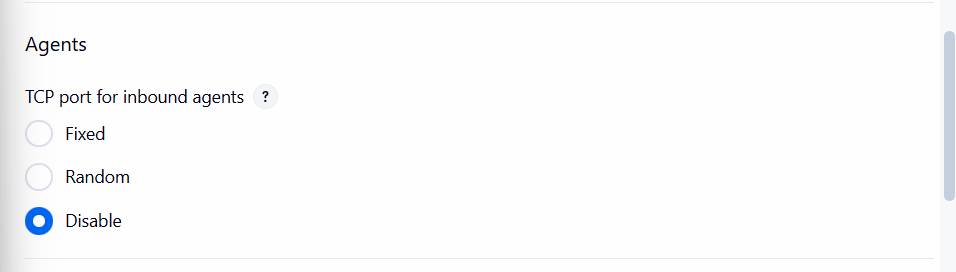 Agents
TCP port for inbound agents ?
Fixed
Random
Disable